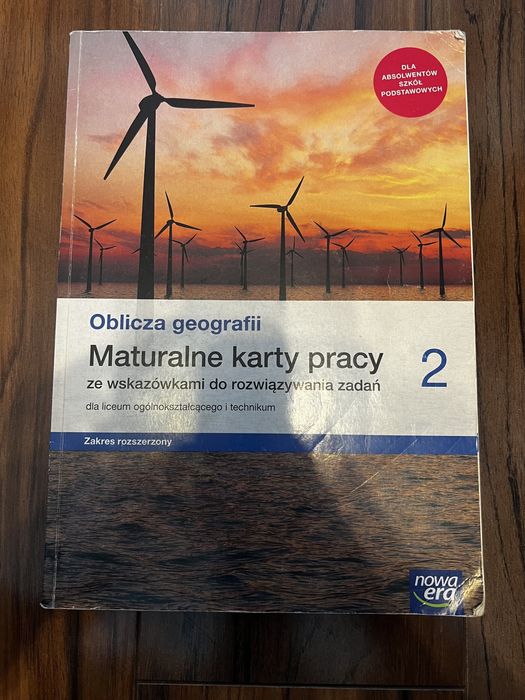 DLA
ABSOLWENTÓW
SZKÓŁ
PODSTAWOWYCH
Oblicza geografii
Maturalne karty pracy 2
ze wskazówkami do rozwiązywania zadań
dla liceum ogólnokształcącego i technikum
Zakres rozszerzony
nowa
era